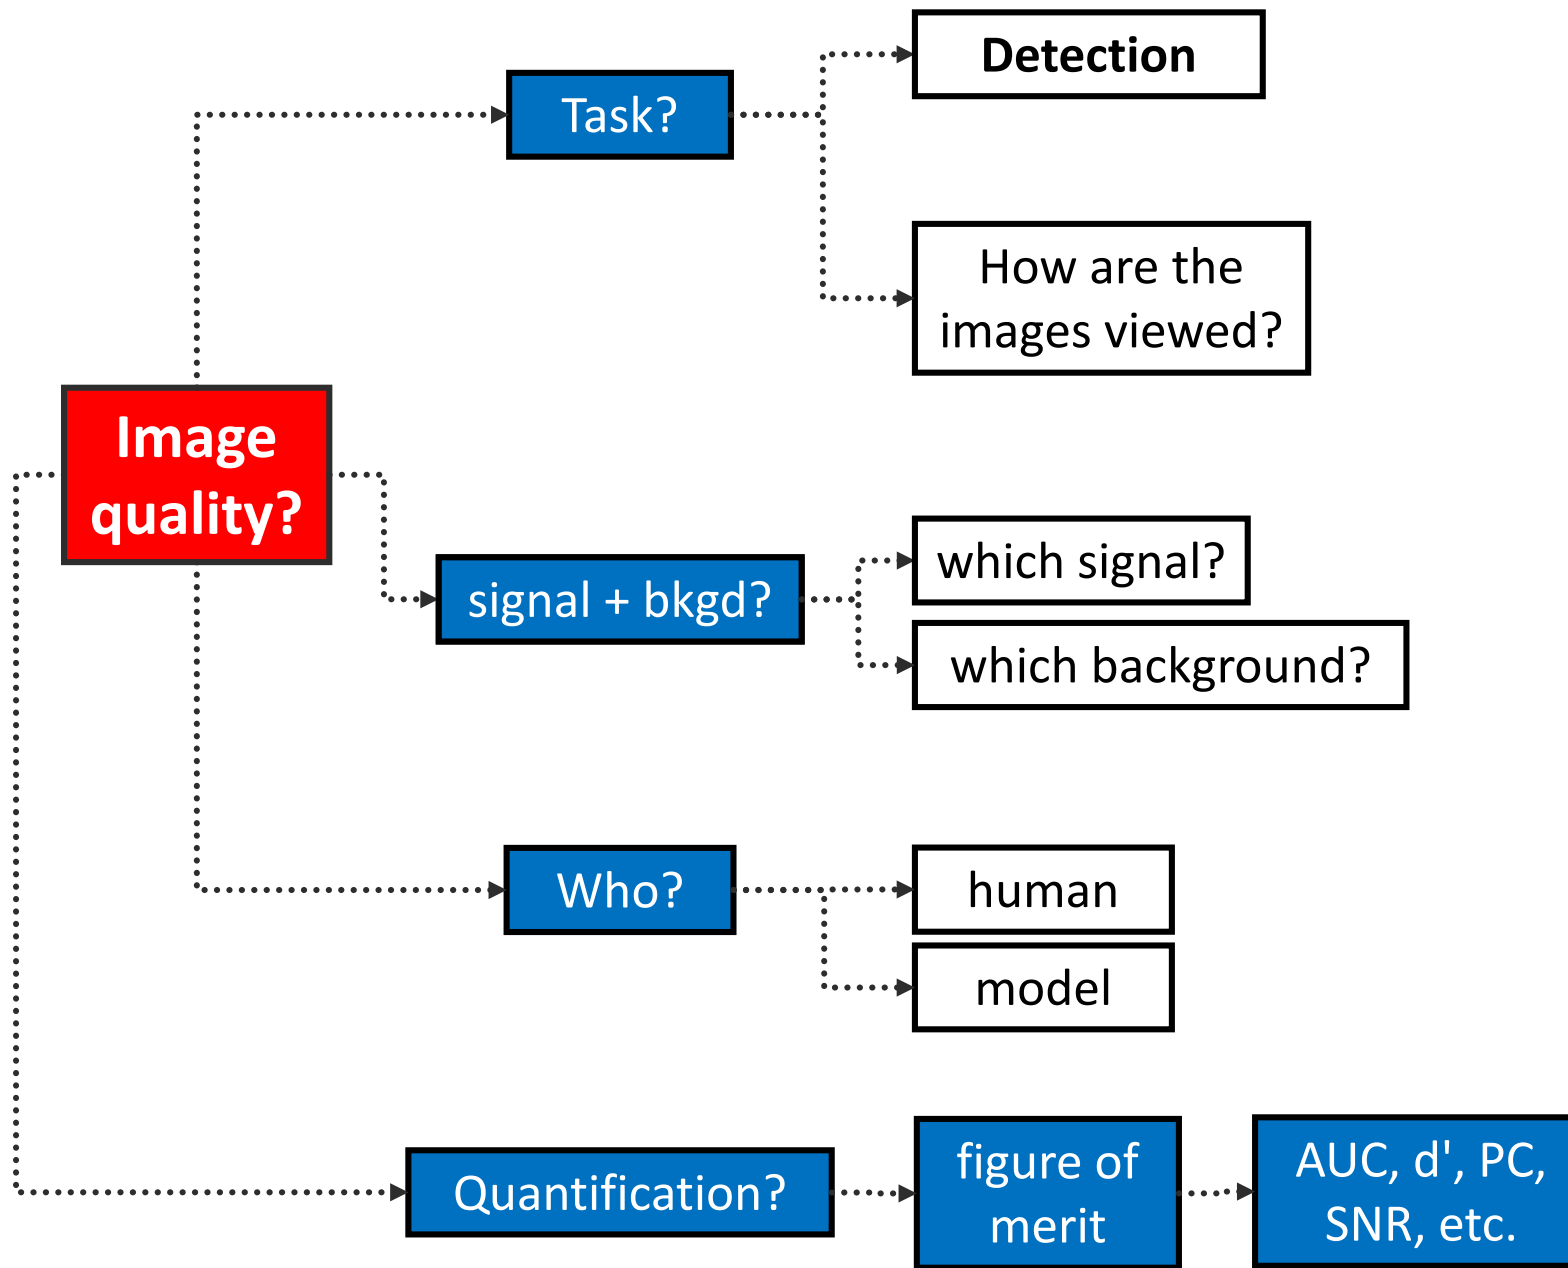 Detection
Task?
How are the
images viewed?
Image
quality?
which signal?
signal + bkgd?
which background?
human
Who?
model
figure of
merit
AUC, d', PC,
SNR, etc.
Quantification?